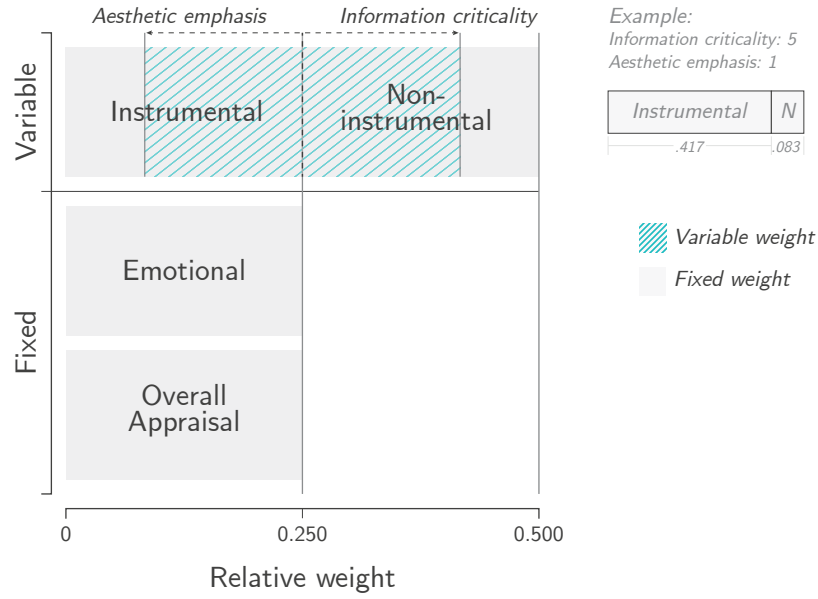 Aesthetic emphasis
Information criticality
Variable
Instrumental
Non-
instrumental
Fixed
Emotional
Overall
Appraisal
0
0.250
0.500
Relative weight
Example:
Information criticality: 5
Aesthetic emphasis: 1
Instrumental
N
.417
.083
Variable weight
Fixed weight